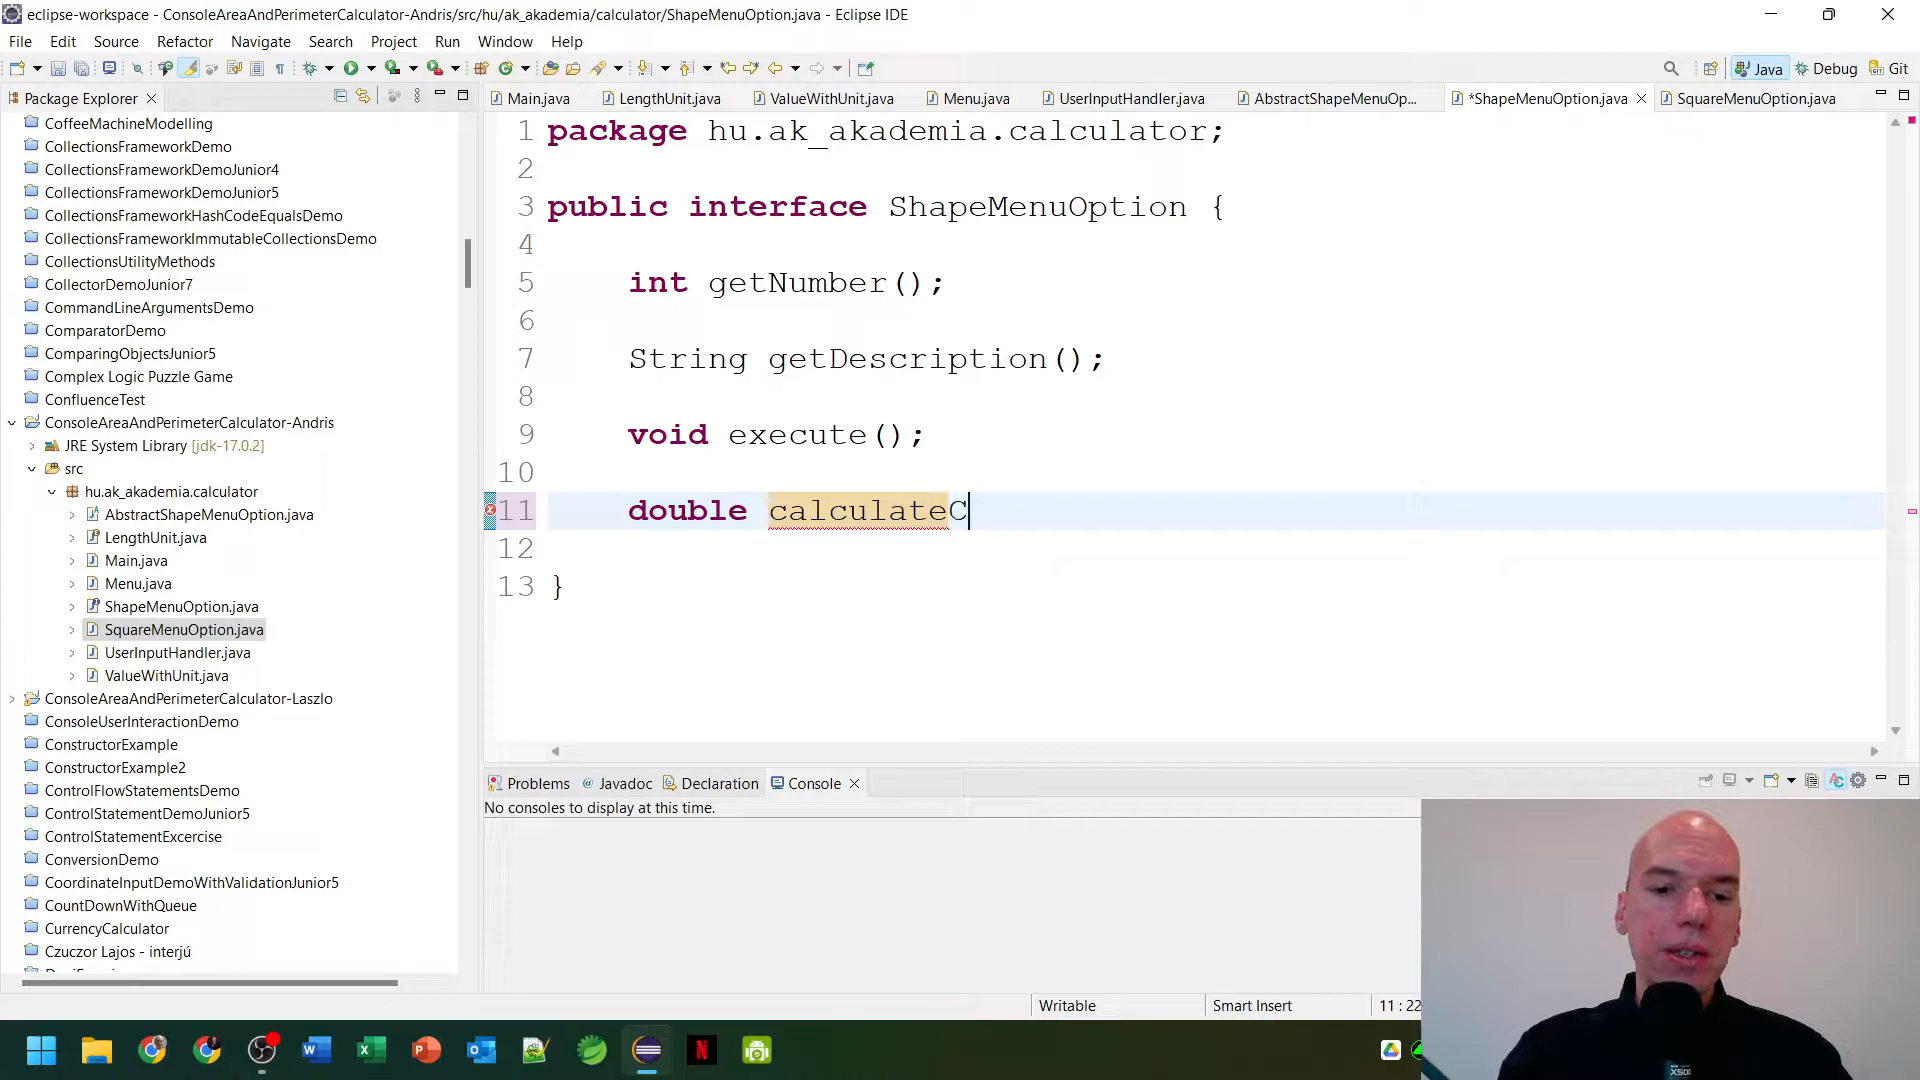 eclipse-workspace - ConsoleAreaAndPerimeterCalculator-Andris/src/hu/ak_akademia/calculator/ShapeMenuOption.java - Eclipse IDE
File Edit Source Refactor Navigate Search Project Run Window Help
Java Debug Git
Package Explorer
Main.java LengthUnit.java ValueWithUnit.java Menu.java UserInputHandler.java AbstractShapeMenuOp... *ShapeMenuOption.java SquareMenuOption.java
CoffeeMachineModelling
CollectionsFrameworkDemo
CollectionsFrameworkDemoJunior4
CollectionsFrameworkDemoJunior5
CollectionsFrameworkHashCodeEqualsDemo
CollectionsFrameworkImmutableCollectionsDemo
CollectionsUtilityMethods
CollectorDemoJunior7
CommandLineArgumentsDemo
ComparatorDemo
ComparingObjectsJunior5
Complex Logic Puzzle Game
ConfluenceTest
ConsoleAreaAndPerimeterCalculator-Andris
JRE System Library [jdk-17.0.2]
src
hu.ak_akademia.calculator
AbstractShapeMenuOption.java
LengthUnit.java
Main.java
Menu.java
ShapeMenuOption.java
SquareMenuOption.java
UserInputHandler.java
ValueWithUnit.java
ConsoleAreaAndPerimeterCalculator-Laszlo
ConsoleUserInteractionDemo
ConstructorExample
ConstructorExample2
ControlFlowStatementsDemo
ControlStatementDemoJunior5
ControlStatementExcercise
ConversionDemo
CoordinateInputDemoWithValidationJunior5
CountDownWithQueue
CurrencyCalculator
Czuczor Lajos - interjú
1 package hu.ak_akademia.calculator;
2
3 public interface ShapeMenuOption {
4
5 int getNumber();
6
7 String getDescription();
8
9 void execute();
10
11 double calculateC
12
13 }
Problems Javadoc Declaration Console
No consoles to display at this time.
Writable Smart Insert 11 : 22